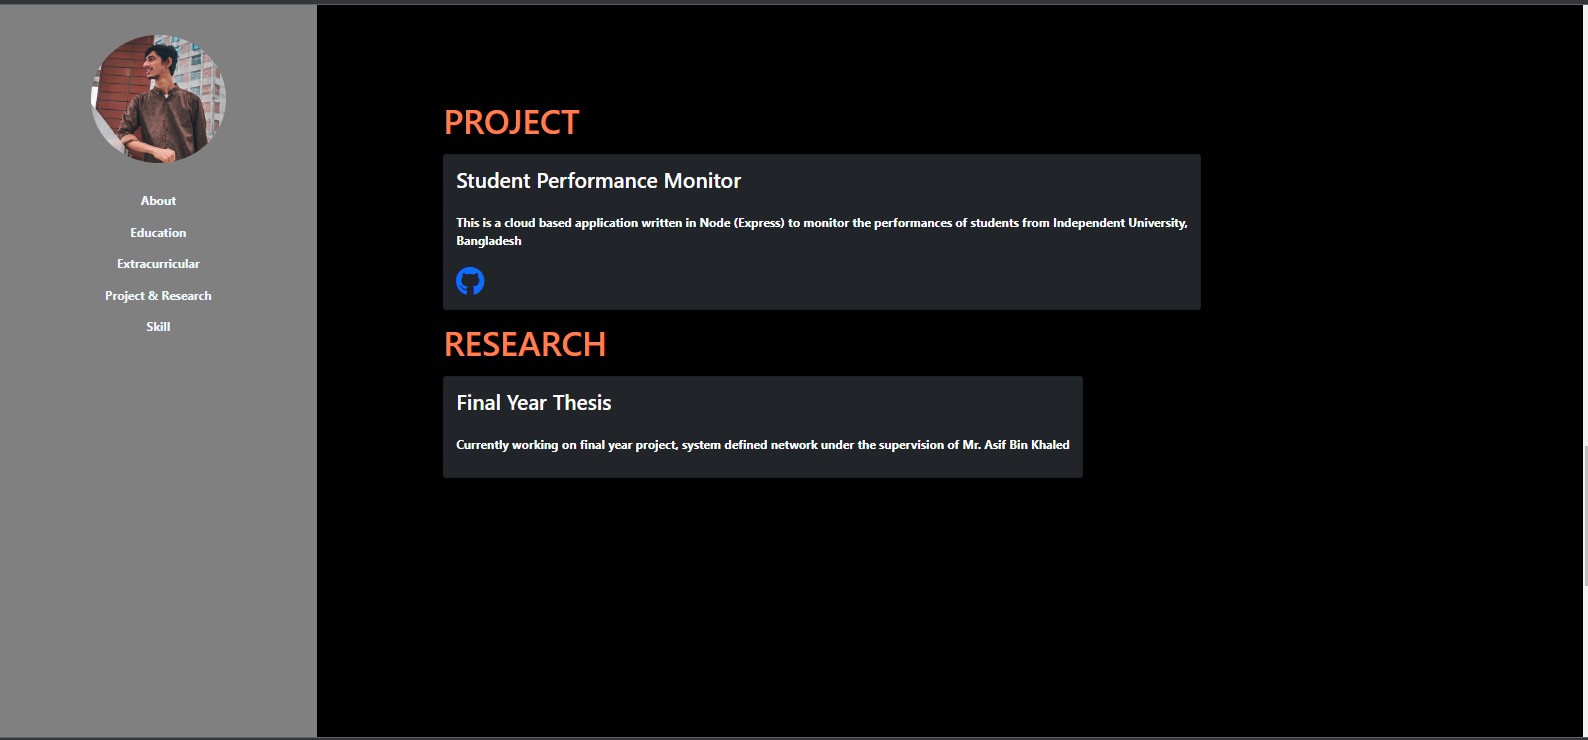 About
Education
Extracurricular
Project & Research
Skill
PROJECT
Student Performance Monitor
This is a cloud based application written in Node (Express) to monitor the performances of students from Independent University,
Bangladesh
RESEARCH
Final Year Thesis
Currently working on final year project, system defined network under the supervision of Mr. Asif Bin Khaled